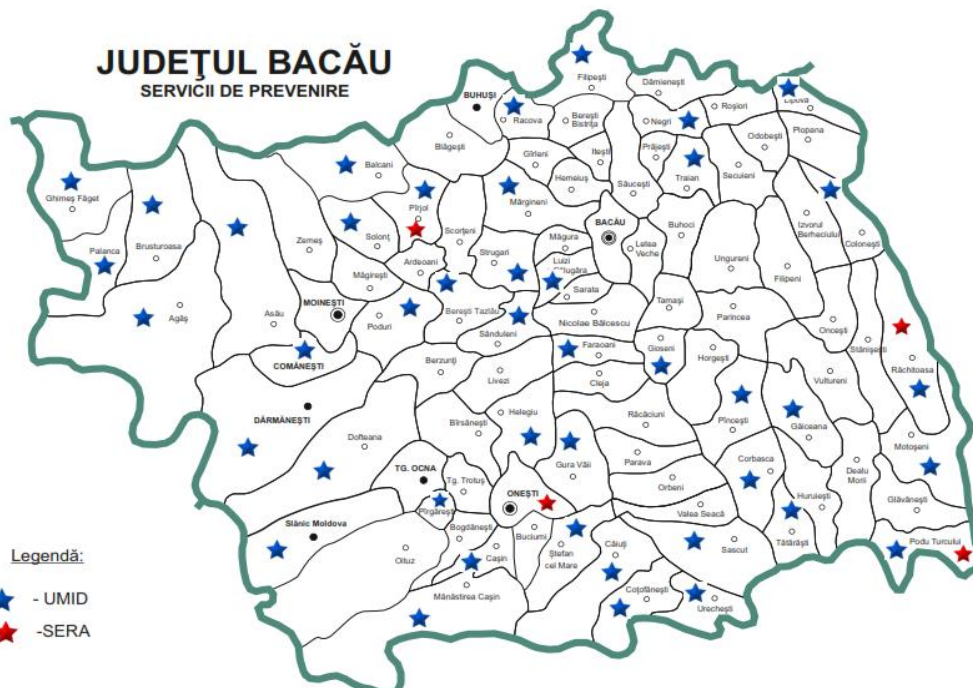 JUDEŢUL BACĂU
SERVICII DE PREVENIRE
Filipeşti
Dămieneşti
BUHUŞI
Racova
Bereşti
Bistriţa
Negri
Roşiori
Lipova
Blăgeşti
Gîrleni
Iteşti
Prăjeşti
Odobeşti
Plopana
Balcani
Hemeiuş
Traian
Secuieni
Ghimeş Făget
Pîrjol
Mărgineni
Săuceşti
Izvorul
Berheciului
Coloneşti
Palanca
Brusturoasa
Zemeş
Solonţ
Scorţeni
BACĂU
Buhoci
Strugari
Măgura
Letea
Veche
Luizi
Călugăra
Ardeoani
Măgireşti
Ungureni
Filipeni
Sarata
Tamaşi
Agăş
Asău
MOINEŞTI
Poduri
Bereşti Tazlău
Nicolae Bălcescu
Parincea
Sănduleni
Onceşti
Stănişeşti
Faraoani
Gioseni
Horgeşti
COMĂNEŞTI
Berzunţi
Livezi
Cleja
Vultureni
Răchitoasa
DĂRMĂNEŞTI
Helegiu
Bîrsăneşti
Răcăciuni
Pînceşti
Găiceana
Dofteana
Motoşeni
Gura Văii
Parava
Corbasca
Dealu
Morii
TG. OCNA
Tg. Trotuş
Orbeni
ONEŞTI
Huruieşti
Glăvăneşti
Pîrgăreşti
Valea Seacă
Slănic Moldova
Bogdăneşti
Buciumi
Tătărăşti
Podu Turcului
Oituz
Caşin
Ştefan
cel Mare
Căiuţi
Sascut
Mănăstirea Caşin
Coţofăneşti
Urecheşti
Legendă:
- UMID
-SERA